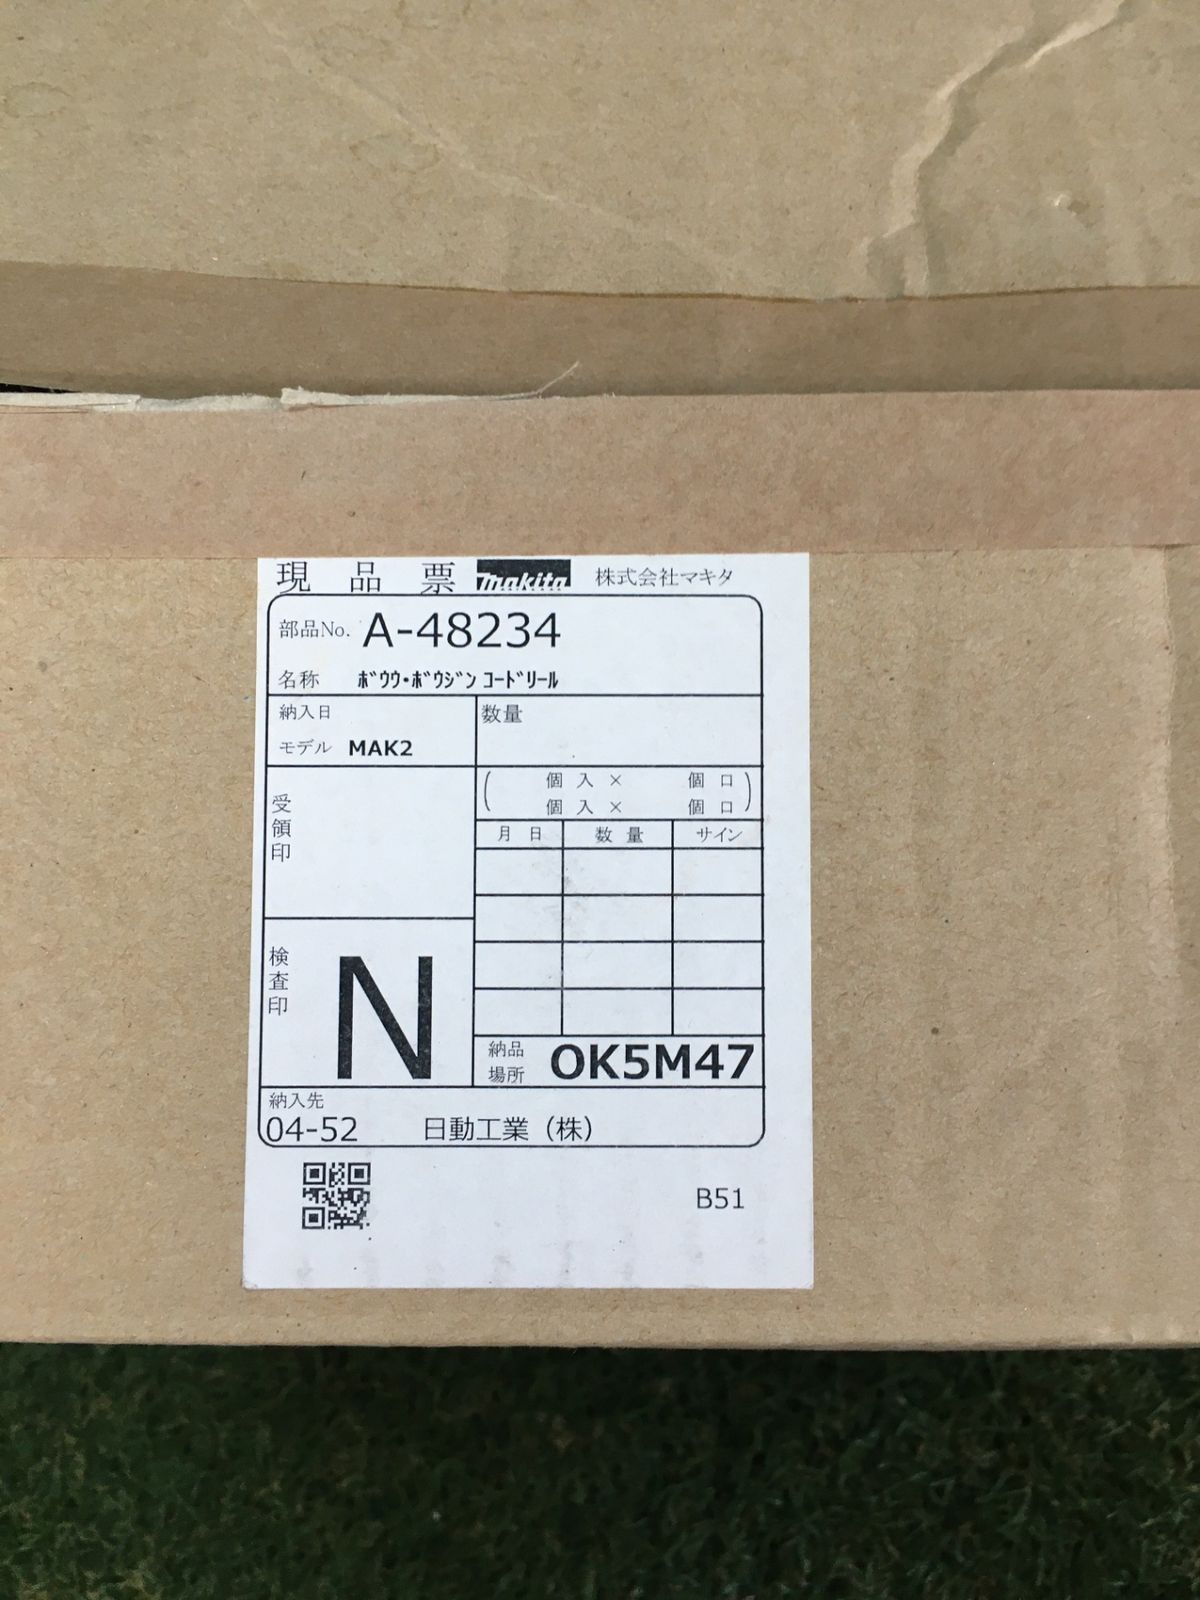 現品票 makita 株式会社マキタ
部品No. A-48234
名称 ﾎﾞｳｳ･ﾎﾞｳｼﾞﾝ ｺｰﾄﾞﾘｰﾙ
納入日
モデル MAK2
数量
( 個入× 個口
個入× 個口 )
月日 数量 サイン
受領印
検査印
N
納品場所 OK5M47
納入先
04-52 日動工業（株）
B51